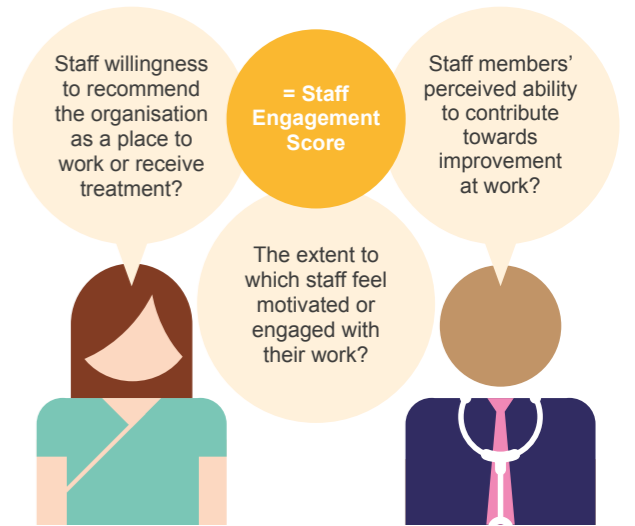 Staff willingness
to recommend
the organisation
as a place to
work or receive
treatment?
= Staff
Engagement
Score
Staff members’
perceived ability
to contribute
towards
improvement
at work?
The extent to
which staff feel
motivated or
engaged with
their work?